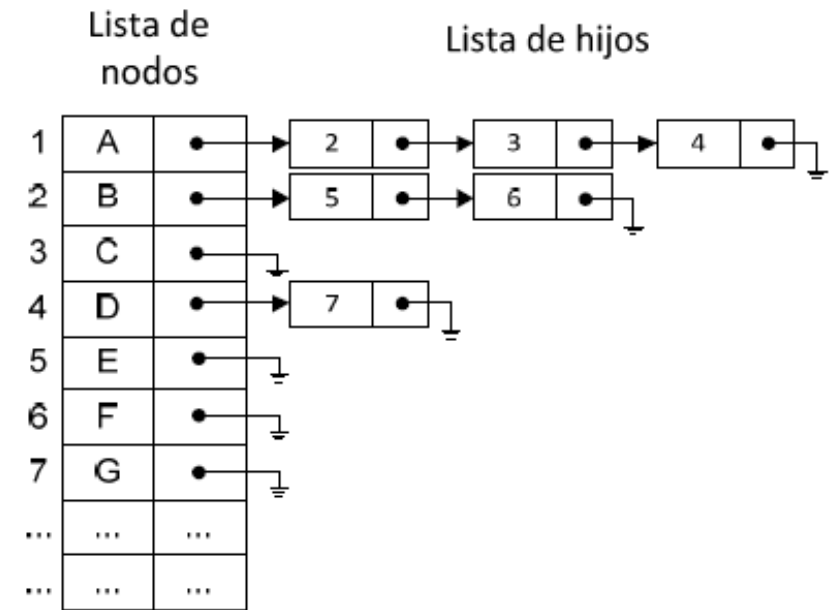 Lista de
nodos
Lista de hijos
1 A 2 3 4
2 B 5 6
3 C
4 D 7
5 E
6 F
7 G
... ... ...
... ... ...